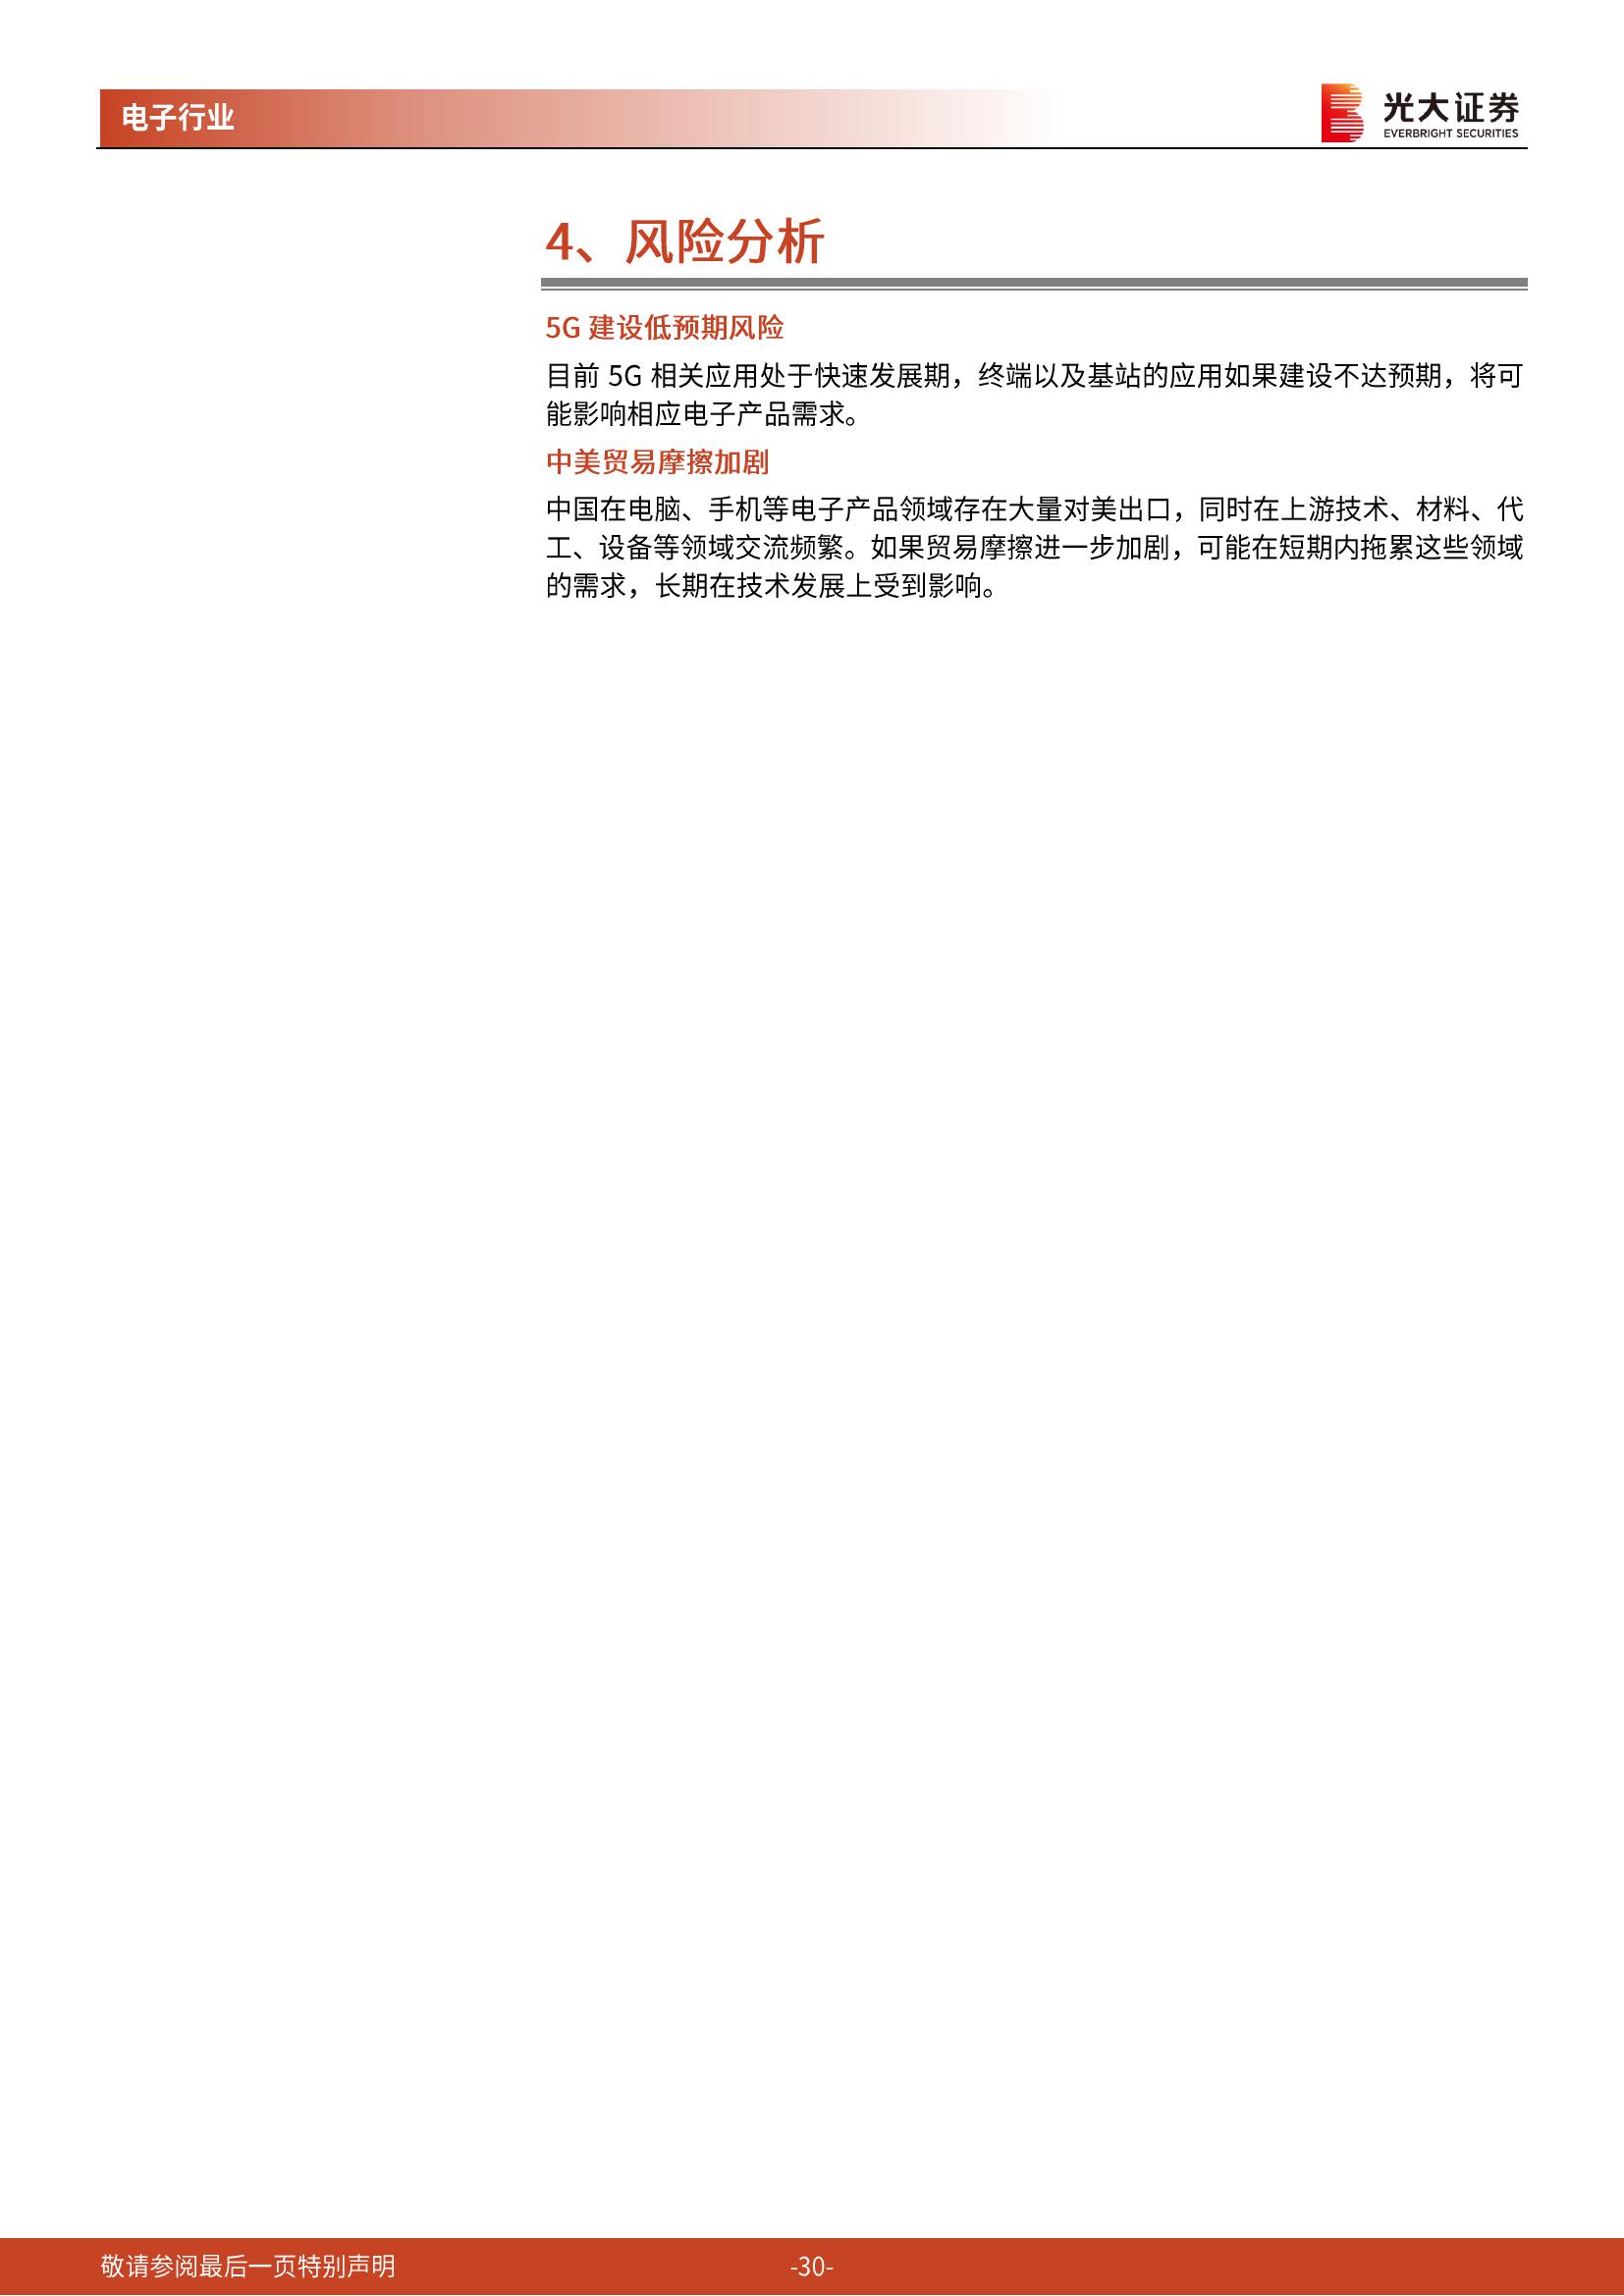 电子行业
光大证券
EVERBRIGHT SECURITIES
4、风险分析
5G 建设低预期风险
目前 5G 相关应用处于快速发展期，终端以及基站的应用如果建设不达预期，将可
能影响相应电子产品需求。
中美贸易摩擦加剧
中国在电脑、手机等电子产品领域存在大量对美出口，同时在上游技术、材料、代
工、设备等领域交流频繁。如果贸易摩擦进一步加剧，可能在短期内拖累这些领域
的需求，长期在技术发展上受到影响。
敬请参阅最后一页特别声明
-30-